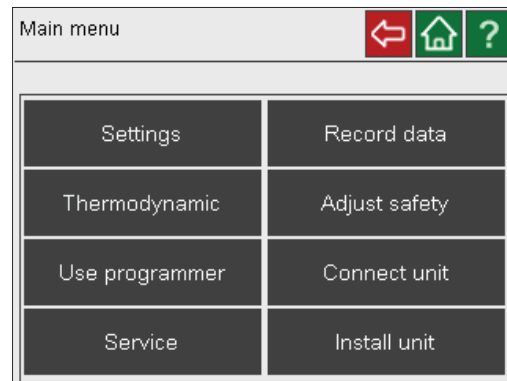 Main menu
?
Settings
Record data
Thermodynamic
Adjust safety
Use programmer
Connect unit
Service
Install unit